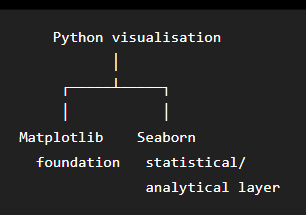 Python visualisation
Matplotlib Seaborn
foundation statistical/
analytical layer